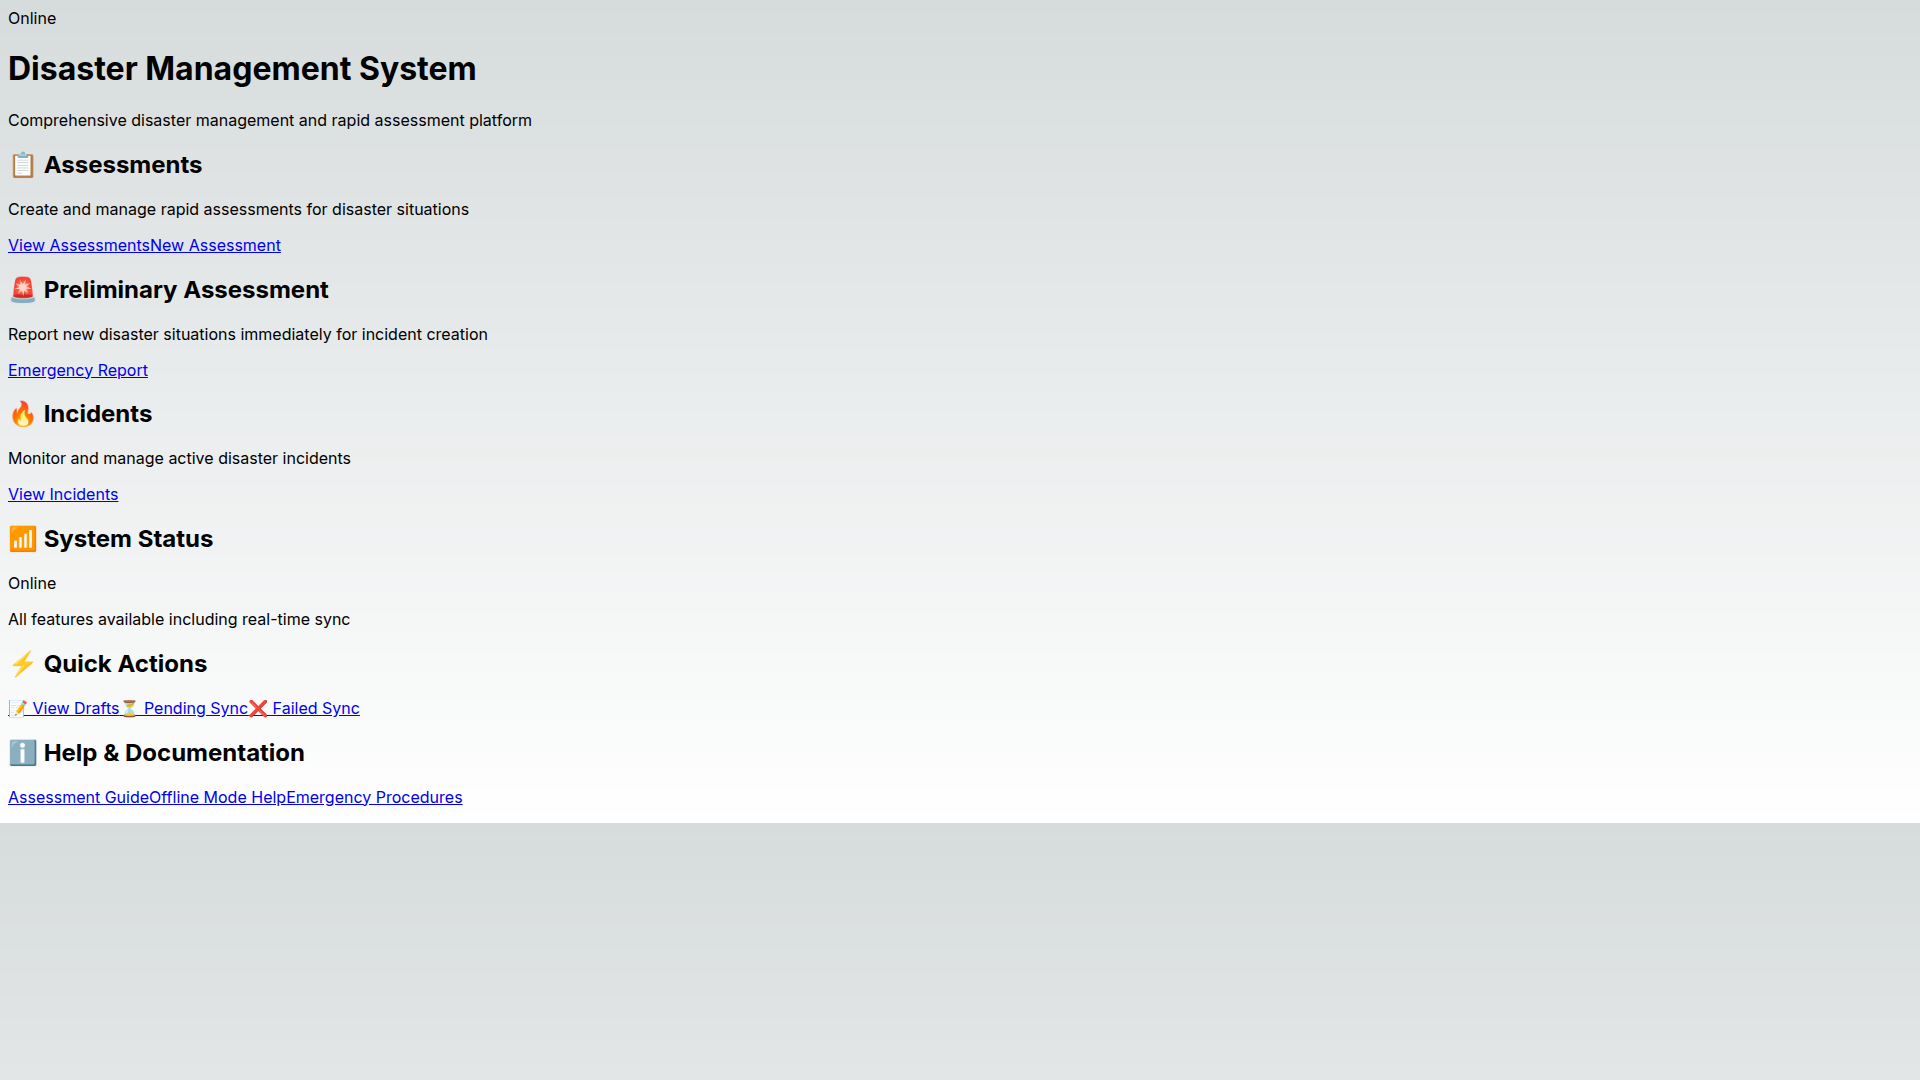 Online
Disaster Management System
Comprehensive disaster management and rapid assessment platform
📋 Assessments
Create and manage rapid assessments for disaster situations
View AssessmentsNew Assessment
🚨 Preliminary Assessment
Report new disaster situations immediately for incident creation
Emergency Report
🔥 Incidents
Monitor and manage active disaster incidents
View Incidents
📶 System Status
Online
All features available including real-time sync
⚡ Quick Actions
📝 View Drafts⏳ Pending Sync❌ Failed Sync
ℹ️ Help & Documentation
Assessment GuideOffline Mode HelpEmergency Procedures